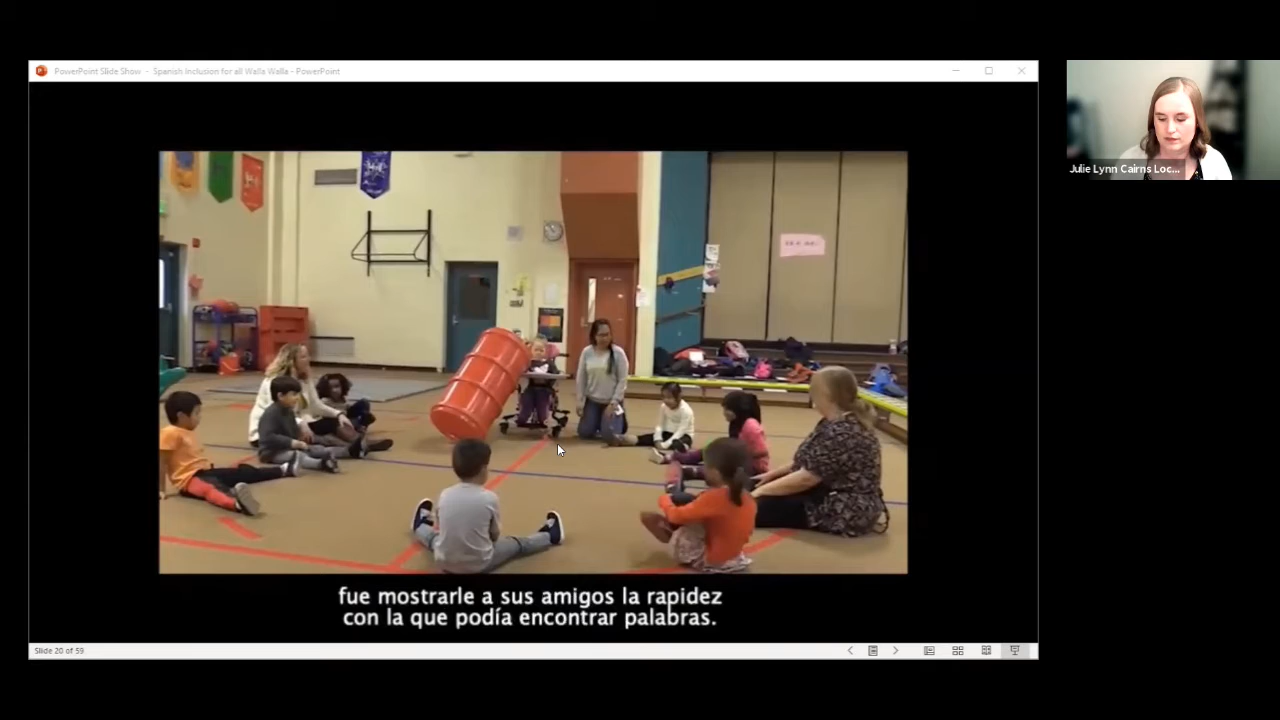 PowerPoint Slide Show - Spanish Inclusion for all Walla Walla - PowerPoint
Julie Lynn Cairns Loc...
fue mostrarle a sus amigos la rapidez
con la que podía encontrar palabras.
Slide 20 of 59